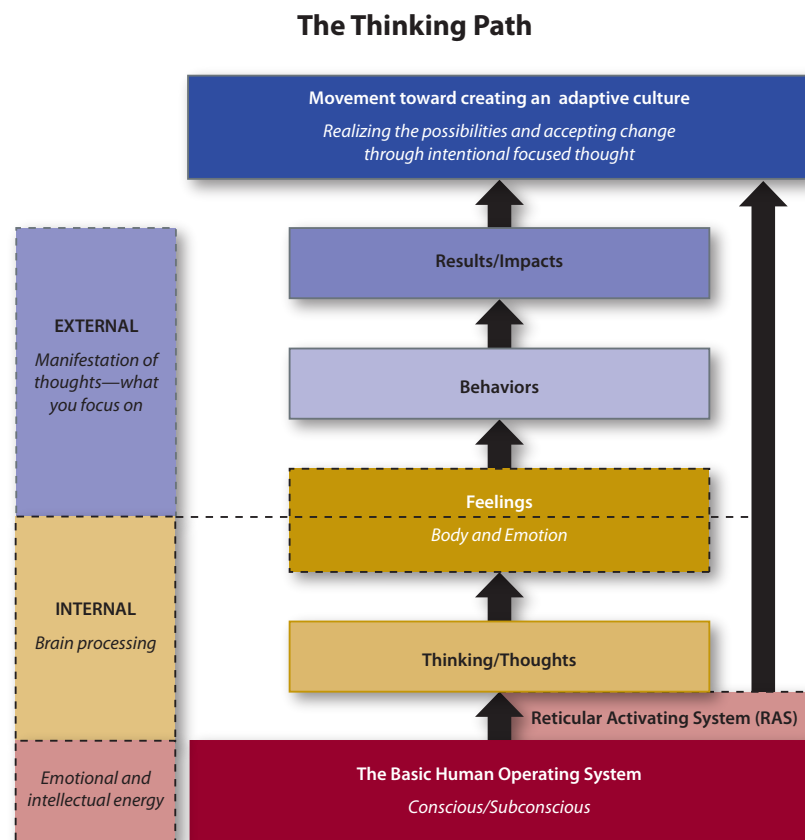 The Thinking Path
Movement toward creating an adaptive culture
Realizing the possibilities and accepting change
through intentional focused thought
Results/Impacts
EXTERNAL
Manifestation of
thoughts—what
you focus on
Behaviors
Feelings
Body and Emotion
INTERNAL
Brain processing
Thinking/Thoughts
Reticular Activating System (RAS)
Emotional and
intellectual energy
The Basic Human Operating System
Conscious/Subconscious